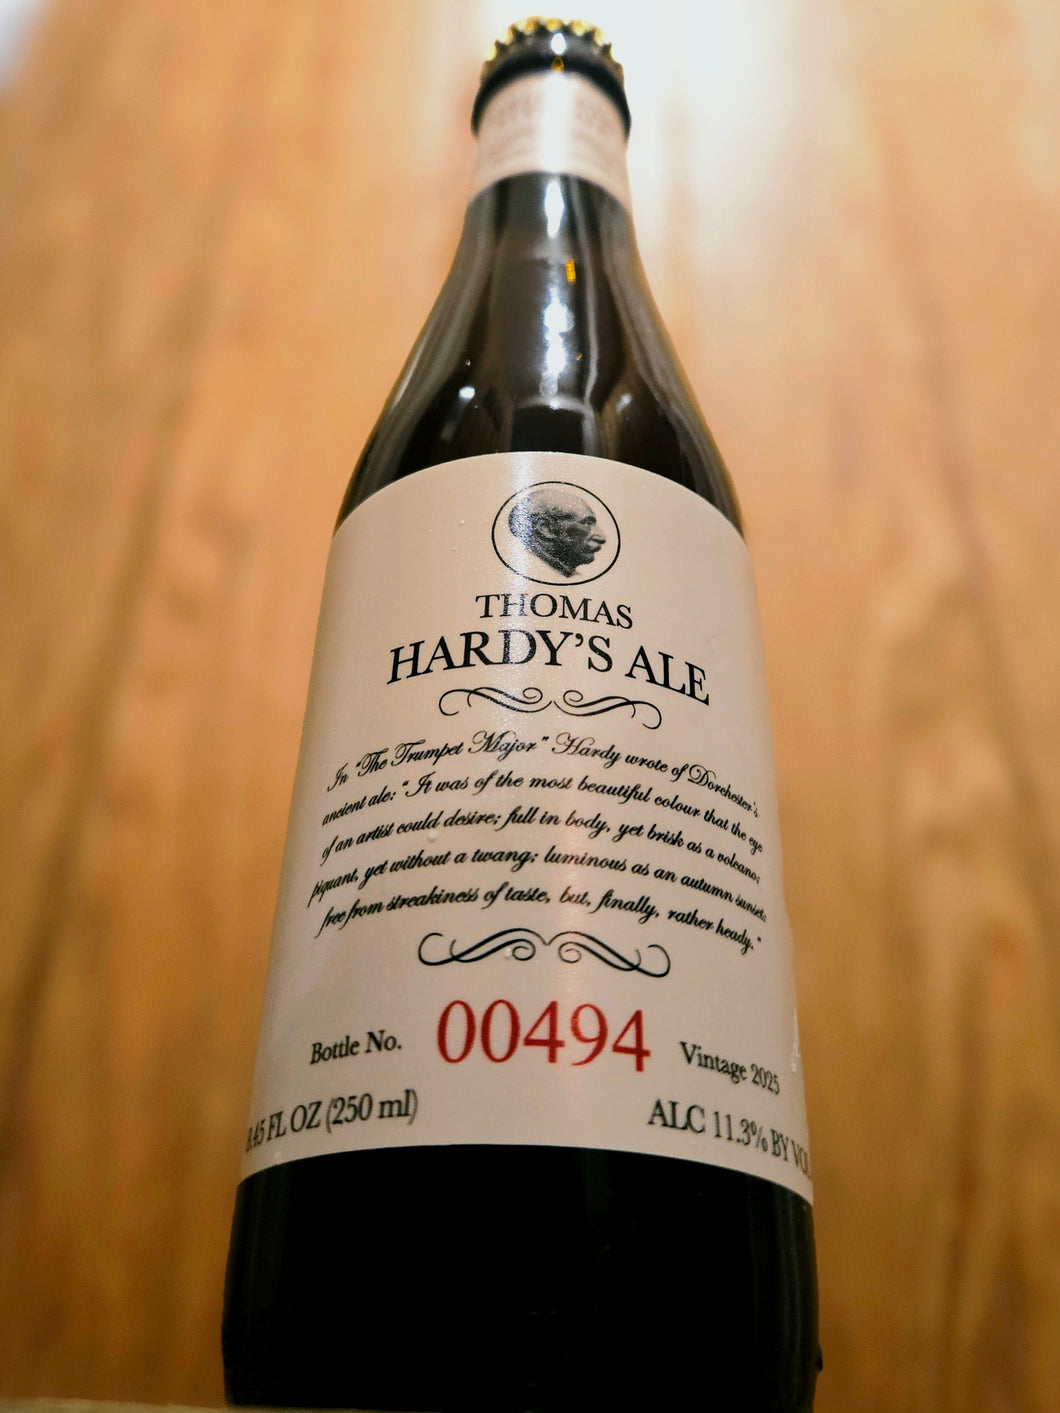 THOMAS
HARDY'S ALE
In "The Trumpet Major" Hardy wrote of Dorchester's
ancient ale: "It was of the most beautiful colour that the eye
of an artist could desire; full in body, yet brisk as a volcano;
piquant, yet without a twang; luminous as an autumn sunset;
free from streakiness of taste, but, finally, rather heady."
Bottle No. 00494 Vintage 2025
8.45 FL OZ (250 ml) ALC 11.3% BY VOL